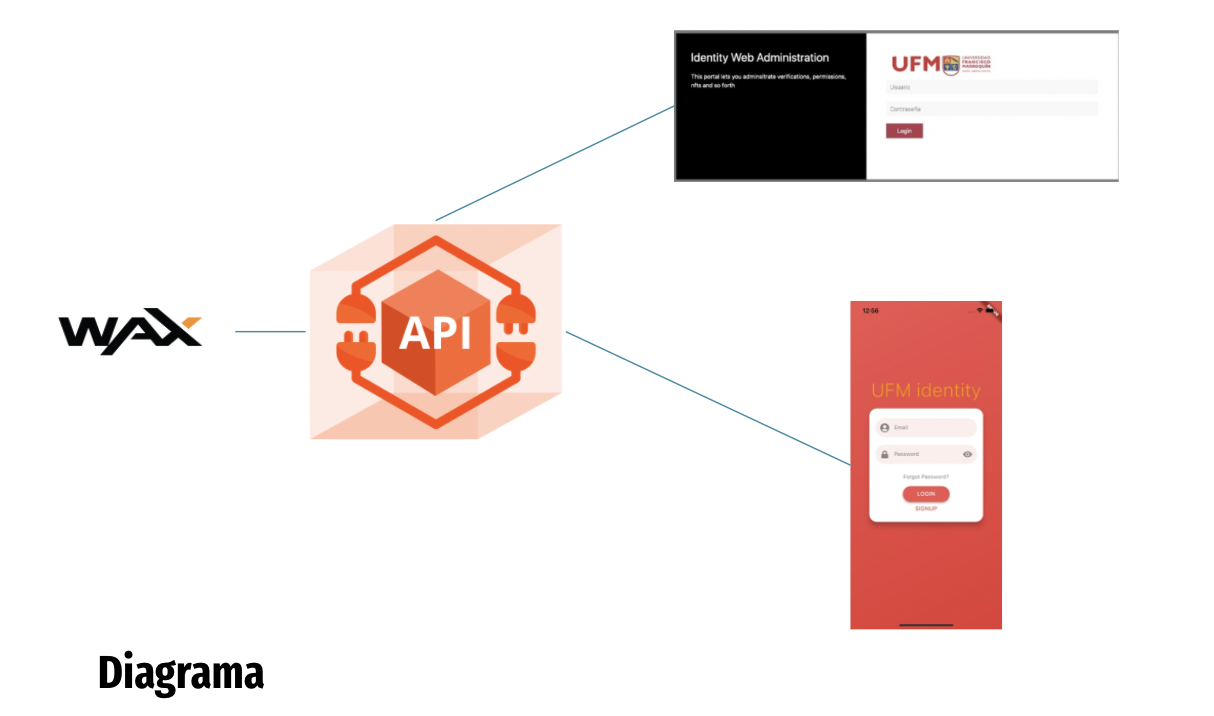 Identity Web Administration
This portal lets you adminsitrate verifications, permissions,
nfts and so forth
UFM
UNIVERSIDAD
FRANCISCO
MARROQUÍN
Usuario
Contraseña
Login
WAX
API
12:56
UFM identity
Email
Password
Forgot Password?
LOGIN
SIGNUP
Diagrama